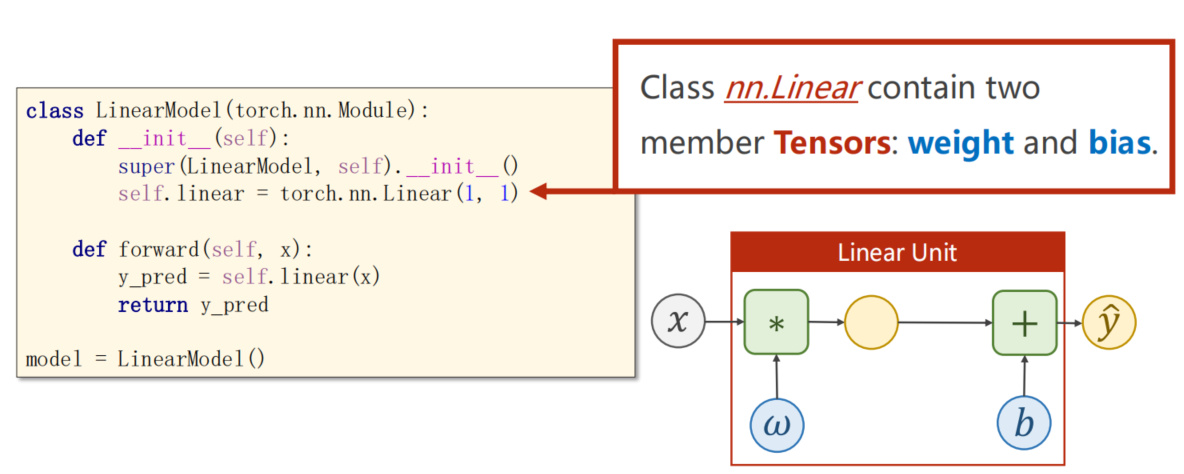 class LinearModel(torch.nn.Module):
    def __init__(self):
        super(LinearModel, self).__init__()
        self.linear = torch.nn.Linear(1, 1)
    def forward(self, x):
        y_pred = self.linear(x)
        return y_pred
model = LinearModel()
Class nn.Linear contain two
member Tensors: weight and bias.
Linear Unit
x
*
+
ŷ
ω
b